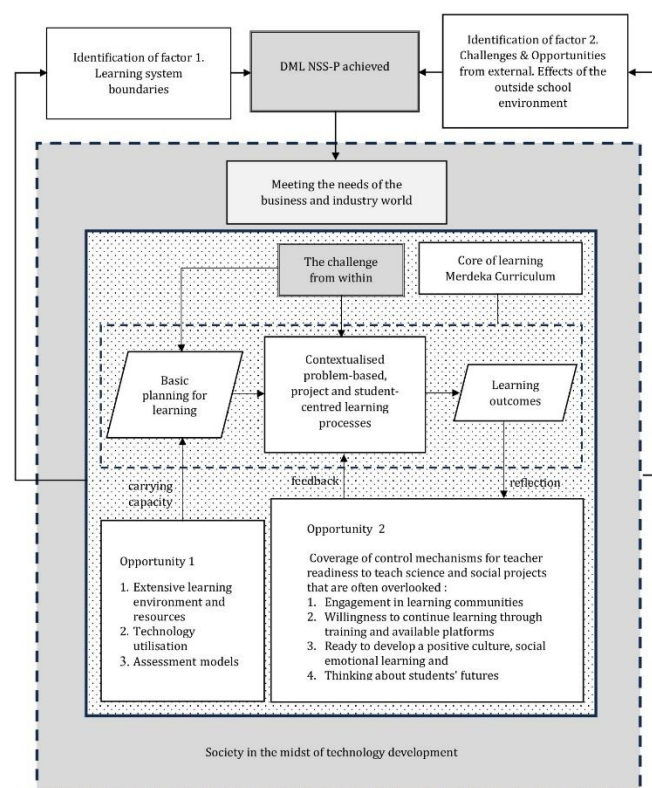 Identification of factor 1.
Learning system
boundaries
DML NSS-P achieved
Identification of factor 2.
Challenges & Opportunities
from external. Effects of the
outside school
environment
Meeting the needs of the
business and industry world
The challenge
from within
Core of learning
Merdeka Curriculum
Basic
planning for
learning
Contextualised
problem-based,
project and student-
centred learning
processes
Learning
outcomes
carrying
capacity
feedback
reflection
Opportunity 1
1. Extensive learning
environment and
resources
2. Technology
utilisation
3. Assessment models
Opportunity 2
Coverage of control mechanisms for teacher
readiness to teach science and social projects
that are often overlooked :
1. Engagement in learning communities
2. Willingness to continue learning through
training and available platforms
3. Ready to develop a positive culture, social
emotional learning and
4. Thinking about students' futures
Society in the midst of technology development